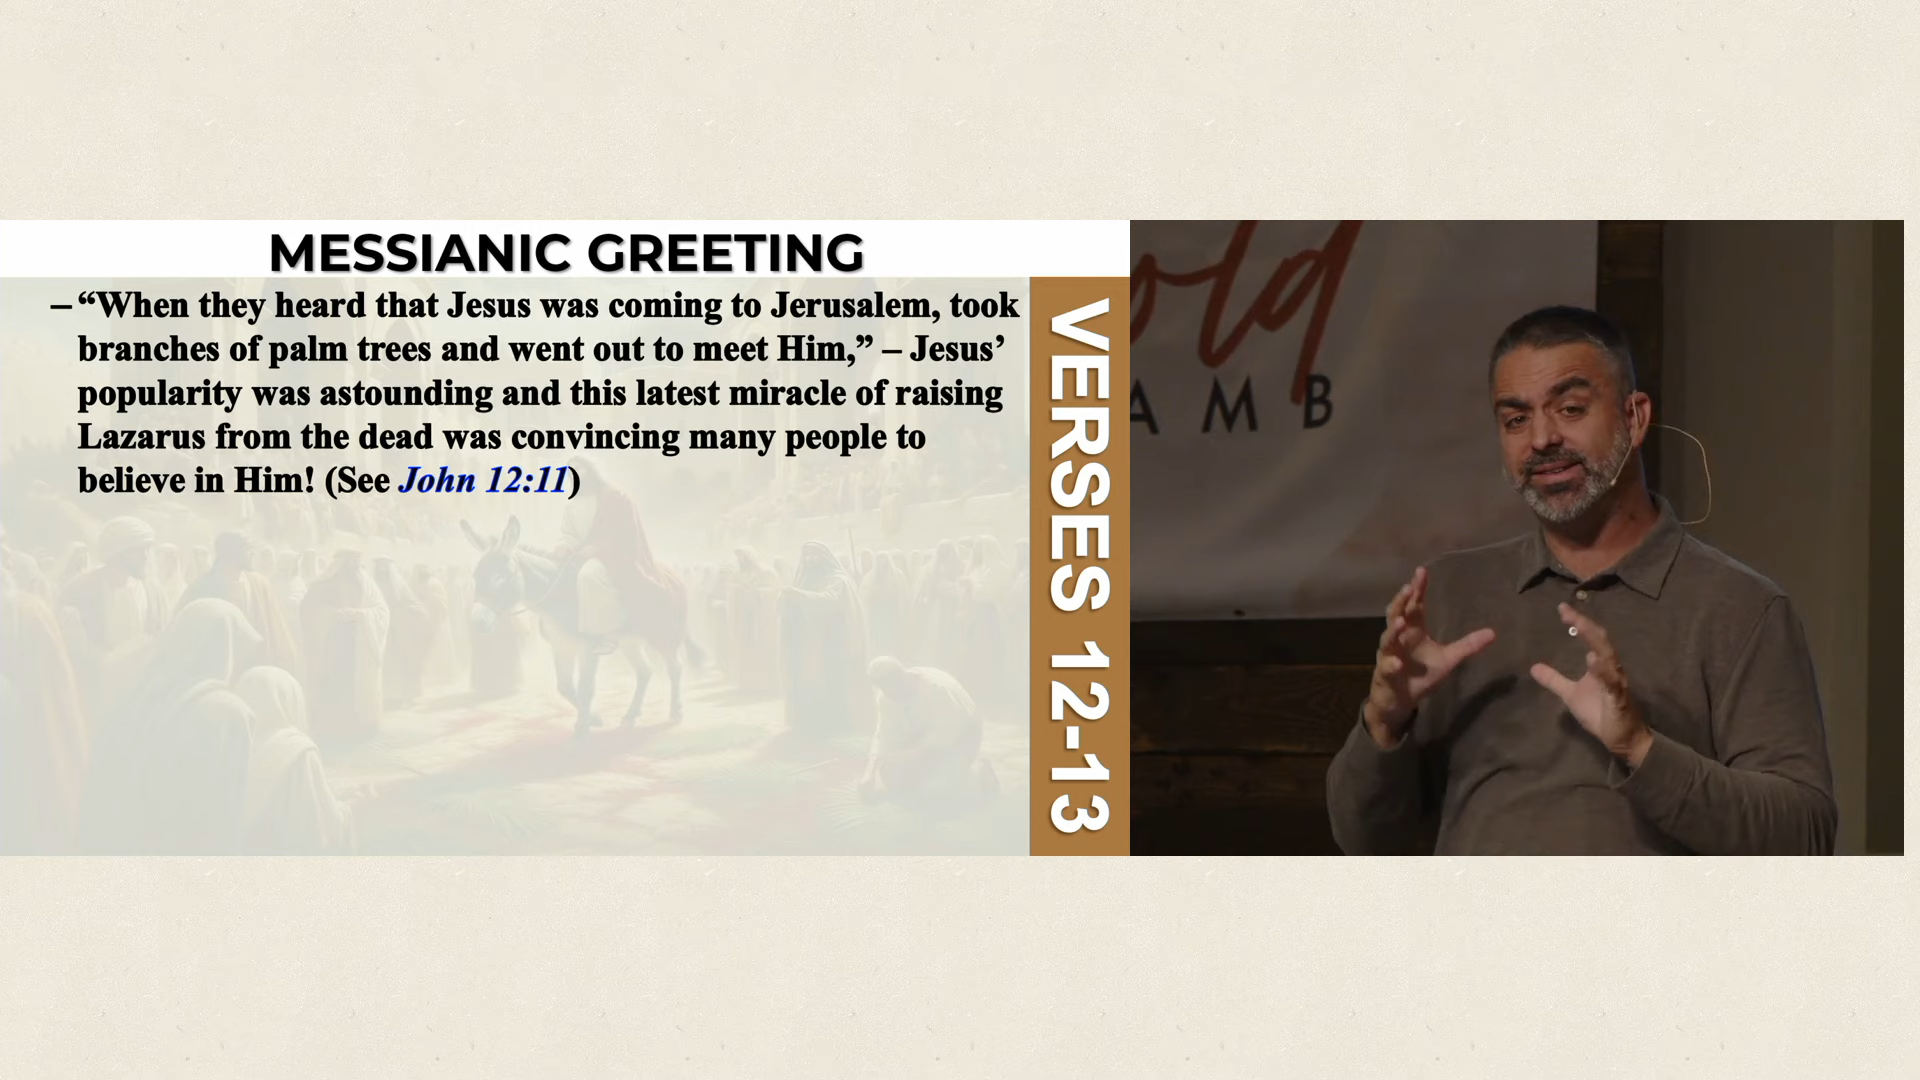 MESSIANIC GREETING
– “When they heard that Jesus was coming to Jerusalem, took
branches of palm trees and went out to meet Him,” – Jesus’
popularity was astounding and this latest miracle of raising
Lazarus from the dead was convincing many people to
believe in Him! (See John 12:11)
VERSES 12-13
old
AMB